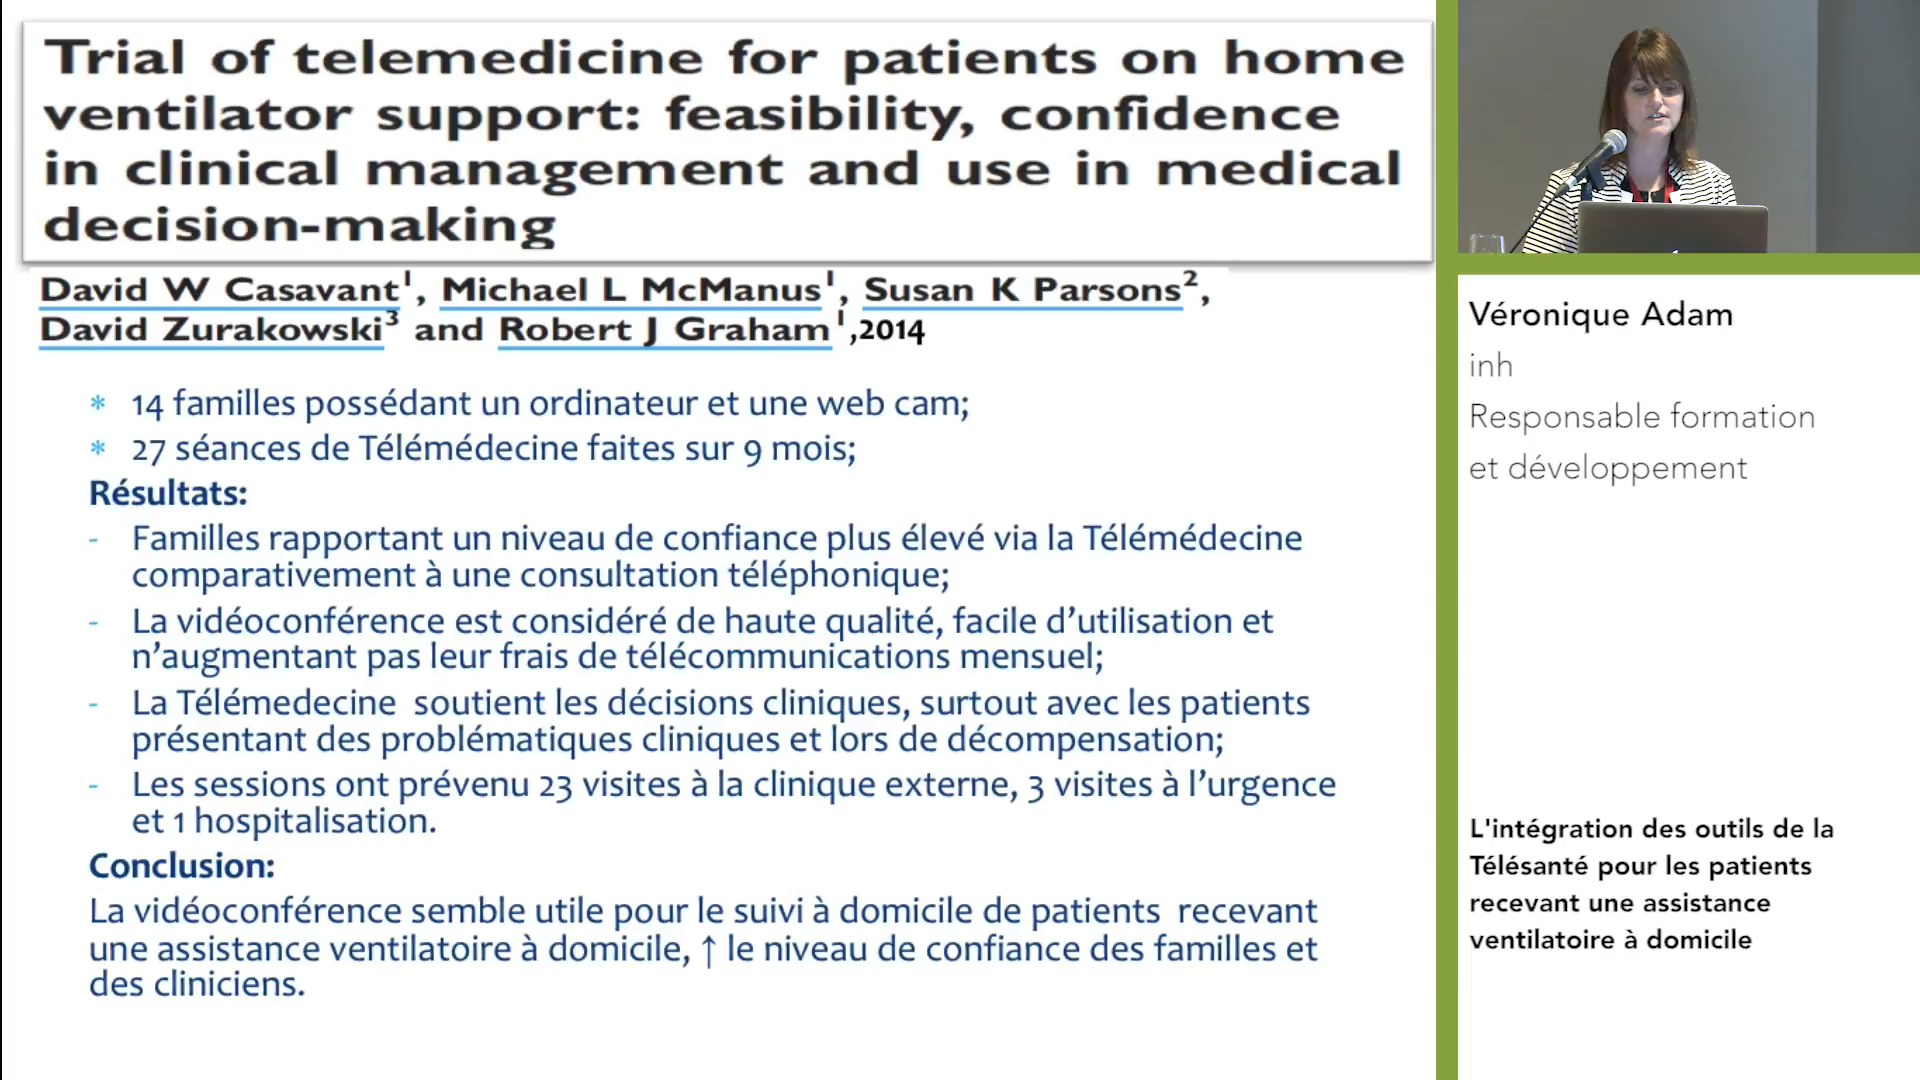 Trial of telemedicine for patients on home
ventilator support: feasibility, confidence
in clinical management and use in medical
decision-making
David W Casavant¹, Michael L McManus¹, Susan K Parsons²,
David Zurakowski³ and Robert J Graham¹,2014
* 14 familles possédant un ordinateur et une web cam;
* 27 séances de Télémédecine faites sur 9 mois;
Résultats:
- Familles rapportant un niveau de confiance plus élevé via la Télémédecine
comparativement à une consultation téléphonique;
- La vidéoconférence est considéré de haute qualité, facile d’utilisation et
n’augmentant pas leur frais de télécommunications mensuel;
- La Télémedecine soutient les décisions cliniques, surtout avec les patients
présentant des problématiques cliniques et lors de décompensation;
- Les sessions ont prévenu 23 visites à la clinique externe, 3 visites à l’urgence
et 1 hospitalisation.
Conclusion:
La vidéoconférence semble utile pour le suivi à domicile de patients recevant
une assistance ventilatoire à domicile, ↑ le niveau de confiance des familles et
des cliniciens.
Véronique Adam
inh
Responsable formation
et développement
L'intégration des outils de la
Télésanté pour les patients
recevant une assistance
ventilatoire à domicile